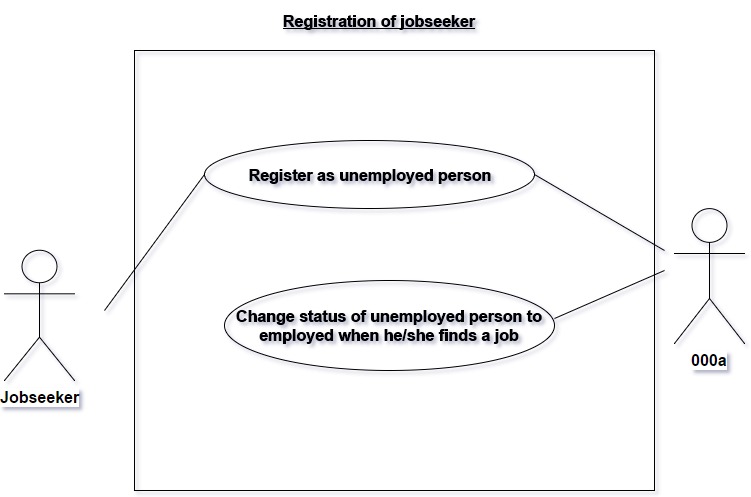 Registration of jobseeker
Register as unemployed person
Change status of unemployed person to
employed when he/she finds a job
000a
Jobseeker